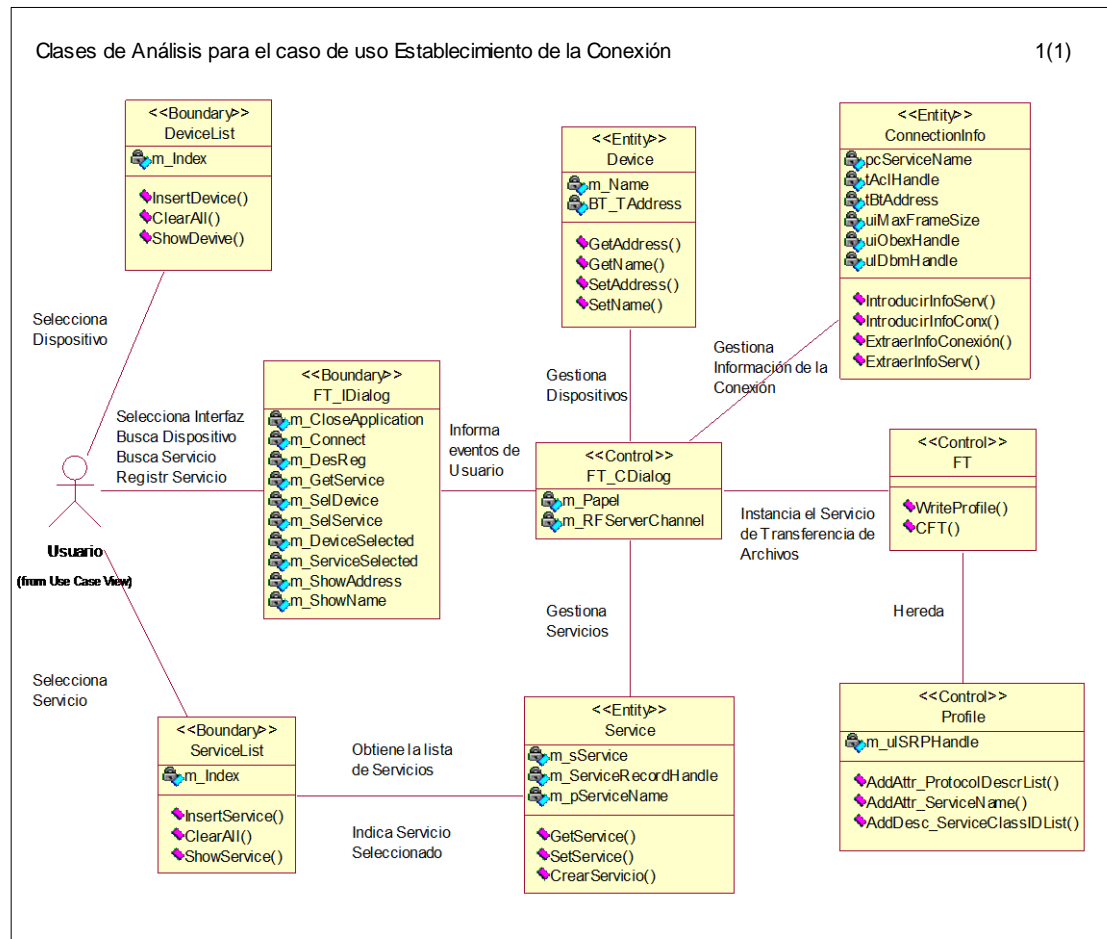 Clases de Análisis para el caso de uso Establecimiento de la Conexión
1(1)
<<Boundary>>
DeviceList
m_Index
InsertDevice()
ClearAll()
ShowDevive()
<<Entity>>
Device
m_Name
BT_TAddress
GetAddress()
GetName()
SetAddress()
SetName()
<<Entity>>
ConnectionInfo
pcServiceName
tAclHandle
tBtAddress
uiMaxFrameSize
uiObexHandle
ulDbmHandle
IntroducirInfoServ()
IntroducirInfoConx()
ExtraerInfoConexión()
ExtraerInfoServ()
Selecciona
Dispositivo
Gestiona
Dispositivos
Gestiona
Información de la
Conexión
Selecciona Interfaz
Busca Dispositivo
Busca Servicio
Registr Servicio
<<Boundary>>
FT_IDialog
m_CloseApplication
m_Connect
m_DesReg
m_GetService
m_SelDevice
m_SelService
m_DeviceSelected
m_ServiceSelected
m_ShowAddress
m_ShowName
Informa
eventos de
Usuario
<<Control>>
FT_CDialog
m_Papel
m_RFServerChannel
Instancia el Servicio
de Transferencia de
Archivos
<<Control>>
FT
WriteProfile()
CFT()
Usuario
(from Use Case View)
Gestiona
Servicios
Hereda
Selecciona
Servicio
<<Boundary>>
ServiceList
m_Index
InsertService()
ClearAll()
ShowService()
Obtiene la lista
de Servicios
Indica Servicio
Seleccionado
<<Entity>>
Service
m_sService
m_ServiceRecordHandle
m_pServiceName
GetService()
SetService()
CrearServicio()
<<Control>>
Profile
m_ulSRPHandle
AddAttr_ProtocolDescrList()
AddAttr_ServiceName()
AddDesc_ServiceClassIDList()